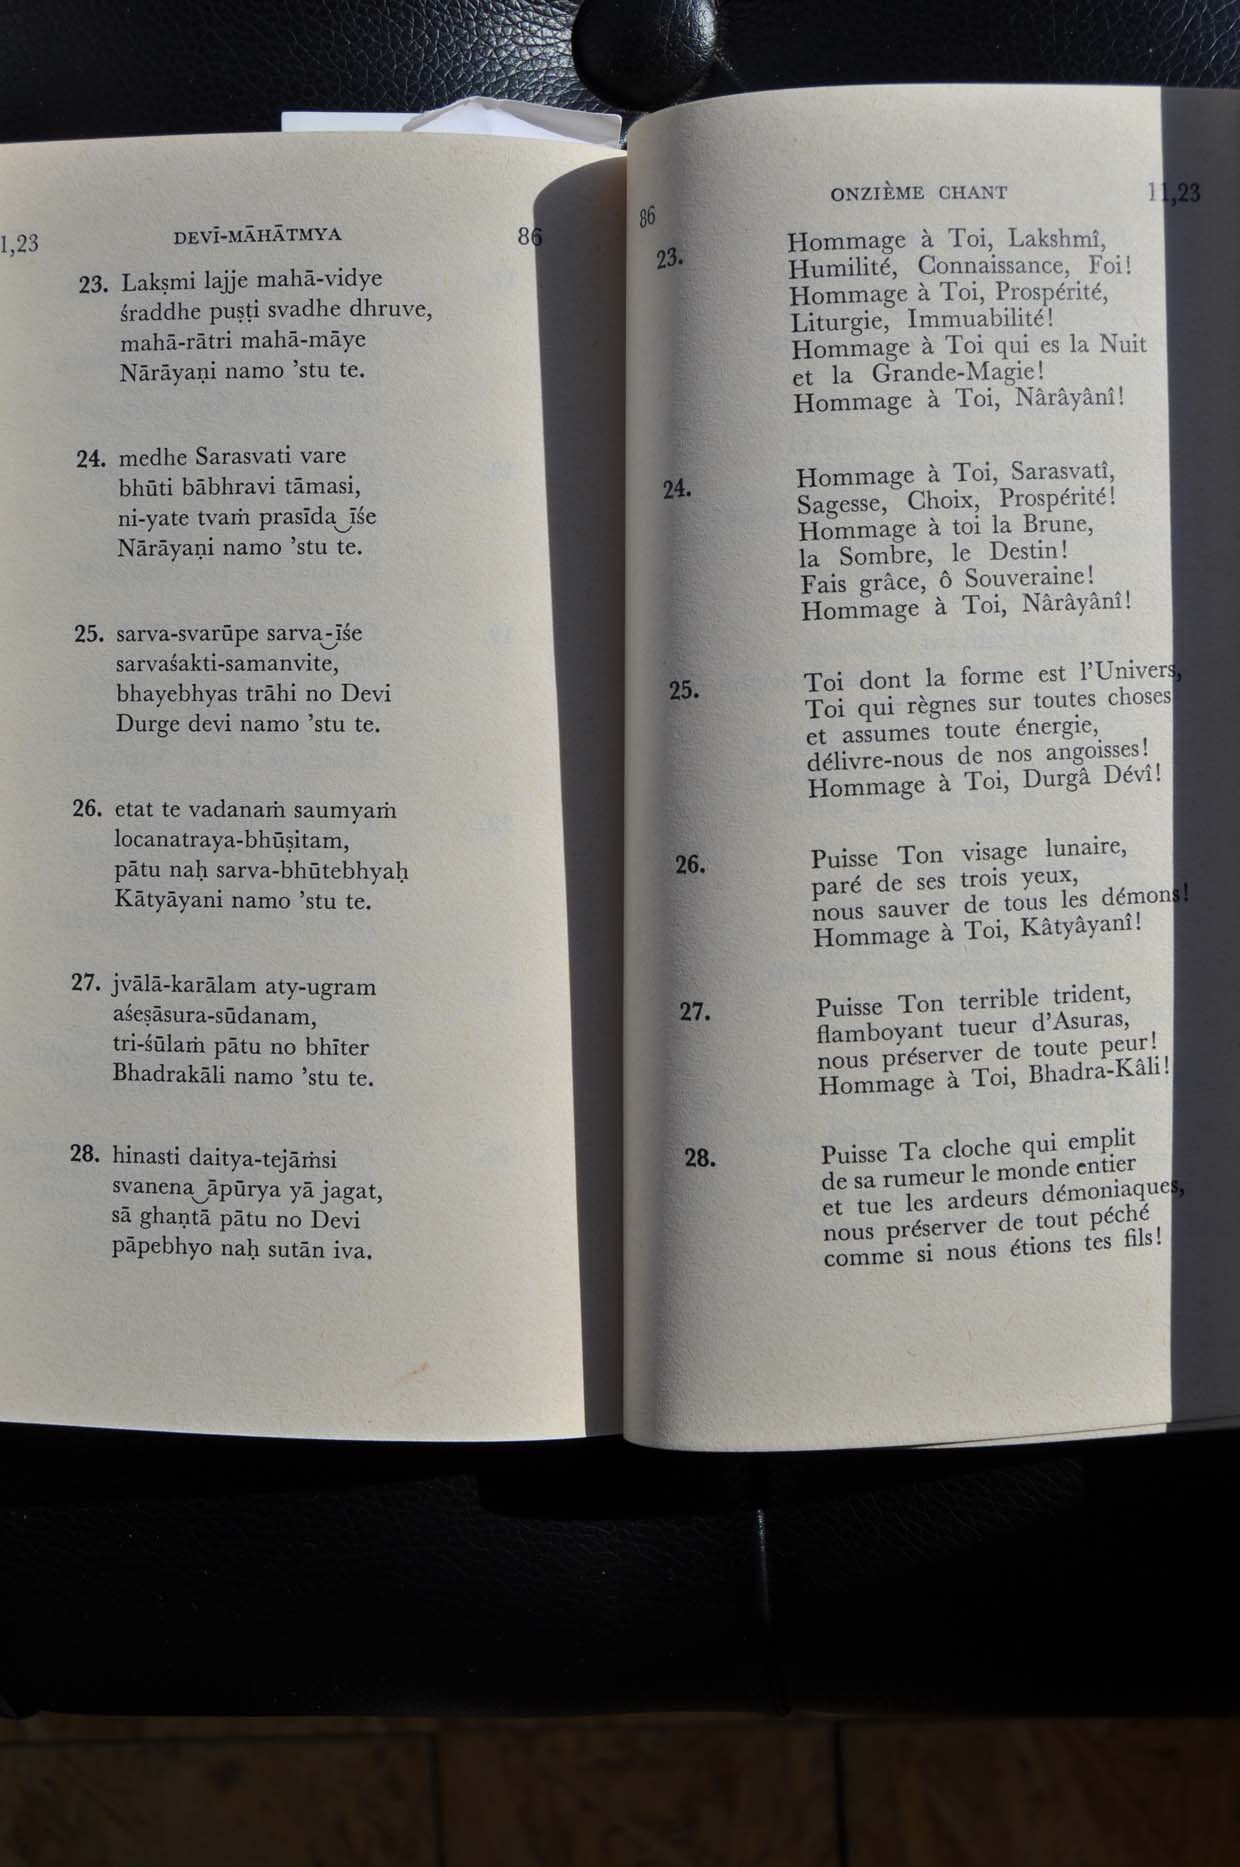 1,23 DEVĪ-MĀHĀTMYA 86
23. Lakṣmi lajje mahā-vidye
śraddhe puṣṭi svadhe dhruve,
mahā-rātri mahā-māye
Nārāyaṇi namo ’stu te.
24. medhe Sarasvati vare
bhūti bābhravi tāmasi,
ni-yate tvaṁ prasīda‿īśe
Nārāyaṇi namo ’stu te.
25. sarva-svarūpe sarva‿-īśe
sarvaśakti-samanvite,
bhayebhyas trāhi no Devi
Durge devi namo ’stu te.
26. etat te vadanaṁ saumyaṁ
locanatraya-bhūṣitam,
pātu naḥ sarva-bhūtebhyaḥ
Kātyāyani namo ’stu te.
27. jvālā-karālam aty-ugram
aśeṣāsura-sūdanam,
tri-śūlaṁ pātu no bhīter
Bhadrakāli namo ’stu te.
28. hinasti daitya-tejāṁsi
svanena‿āpūrya yā jagat,
sā ghaṇtā pātu no Devi
pāpebhyo naḥ sutān iva.
86 ONZIÈME CHANT 11,23
23. Hommage à Toi, Lakshmî,
Humilité, Connaissance, Foi!
Hommage à Toi, Prospérité,
Liturgie, Immuabilité!
Hommage à Toi qui es la Nuit
et la Grande-Magie!
Hommage à Toi, Nârâyânî!
24. Hommage à Toi, Sarasvatî,
Sagesse, Choix, Prospérité!
Hommage à toi la Brune,
la Sombre, le Destin!
Fais grâce, ô Souveraine!
Hommage à Toi, Nârâyânî!
25. Toi dont la forme est l’Univers,
Toi qui règnes sur toutes choses
et assumes toute énergie,
délivre-nous de nos angoisses!
Hommage à Toi, Durgâ Dévî!
26. Puisse Ton visage lunaire,
paré de ses trois yeux,
nous sauver de tous les démons!
Hommage à Toi, Kâtyâyanî!
27. Puisse Ton terrible trident,
flamboyant tueur d’Asuras,
nous préserver de toute peur!
Hommage à Toi, Bhadra-Kâli!
28. Puisse Ta cloche qui emplit
de sa rumeur le monde entier
et tue les ardeurs démoniaques,
nous préserver de tout péché
comme si nous étions tes fils!